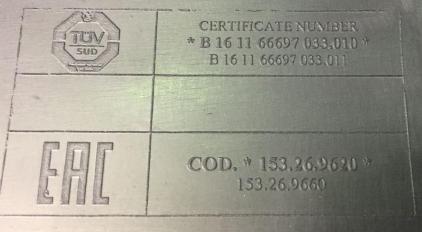 TÜV
SUD
CERTIFICATE NUMBER
* B 16 11 66697 033,010 *
B 16 11 66697 033,011
EAC
COD. * 153.26.9620 *
153.26.9660